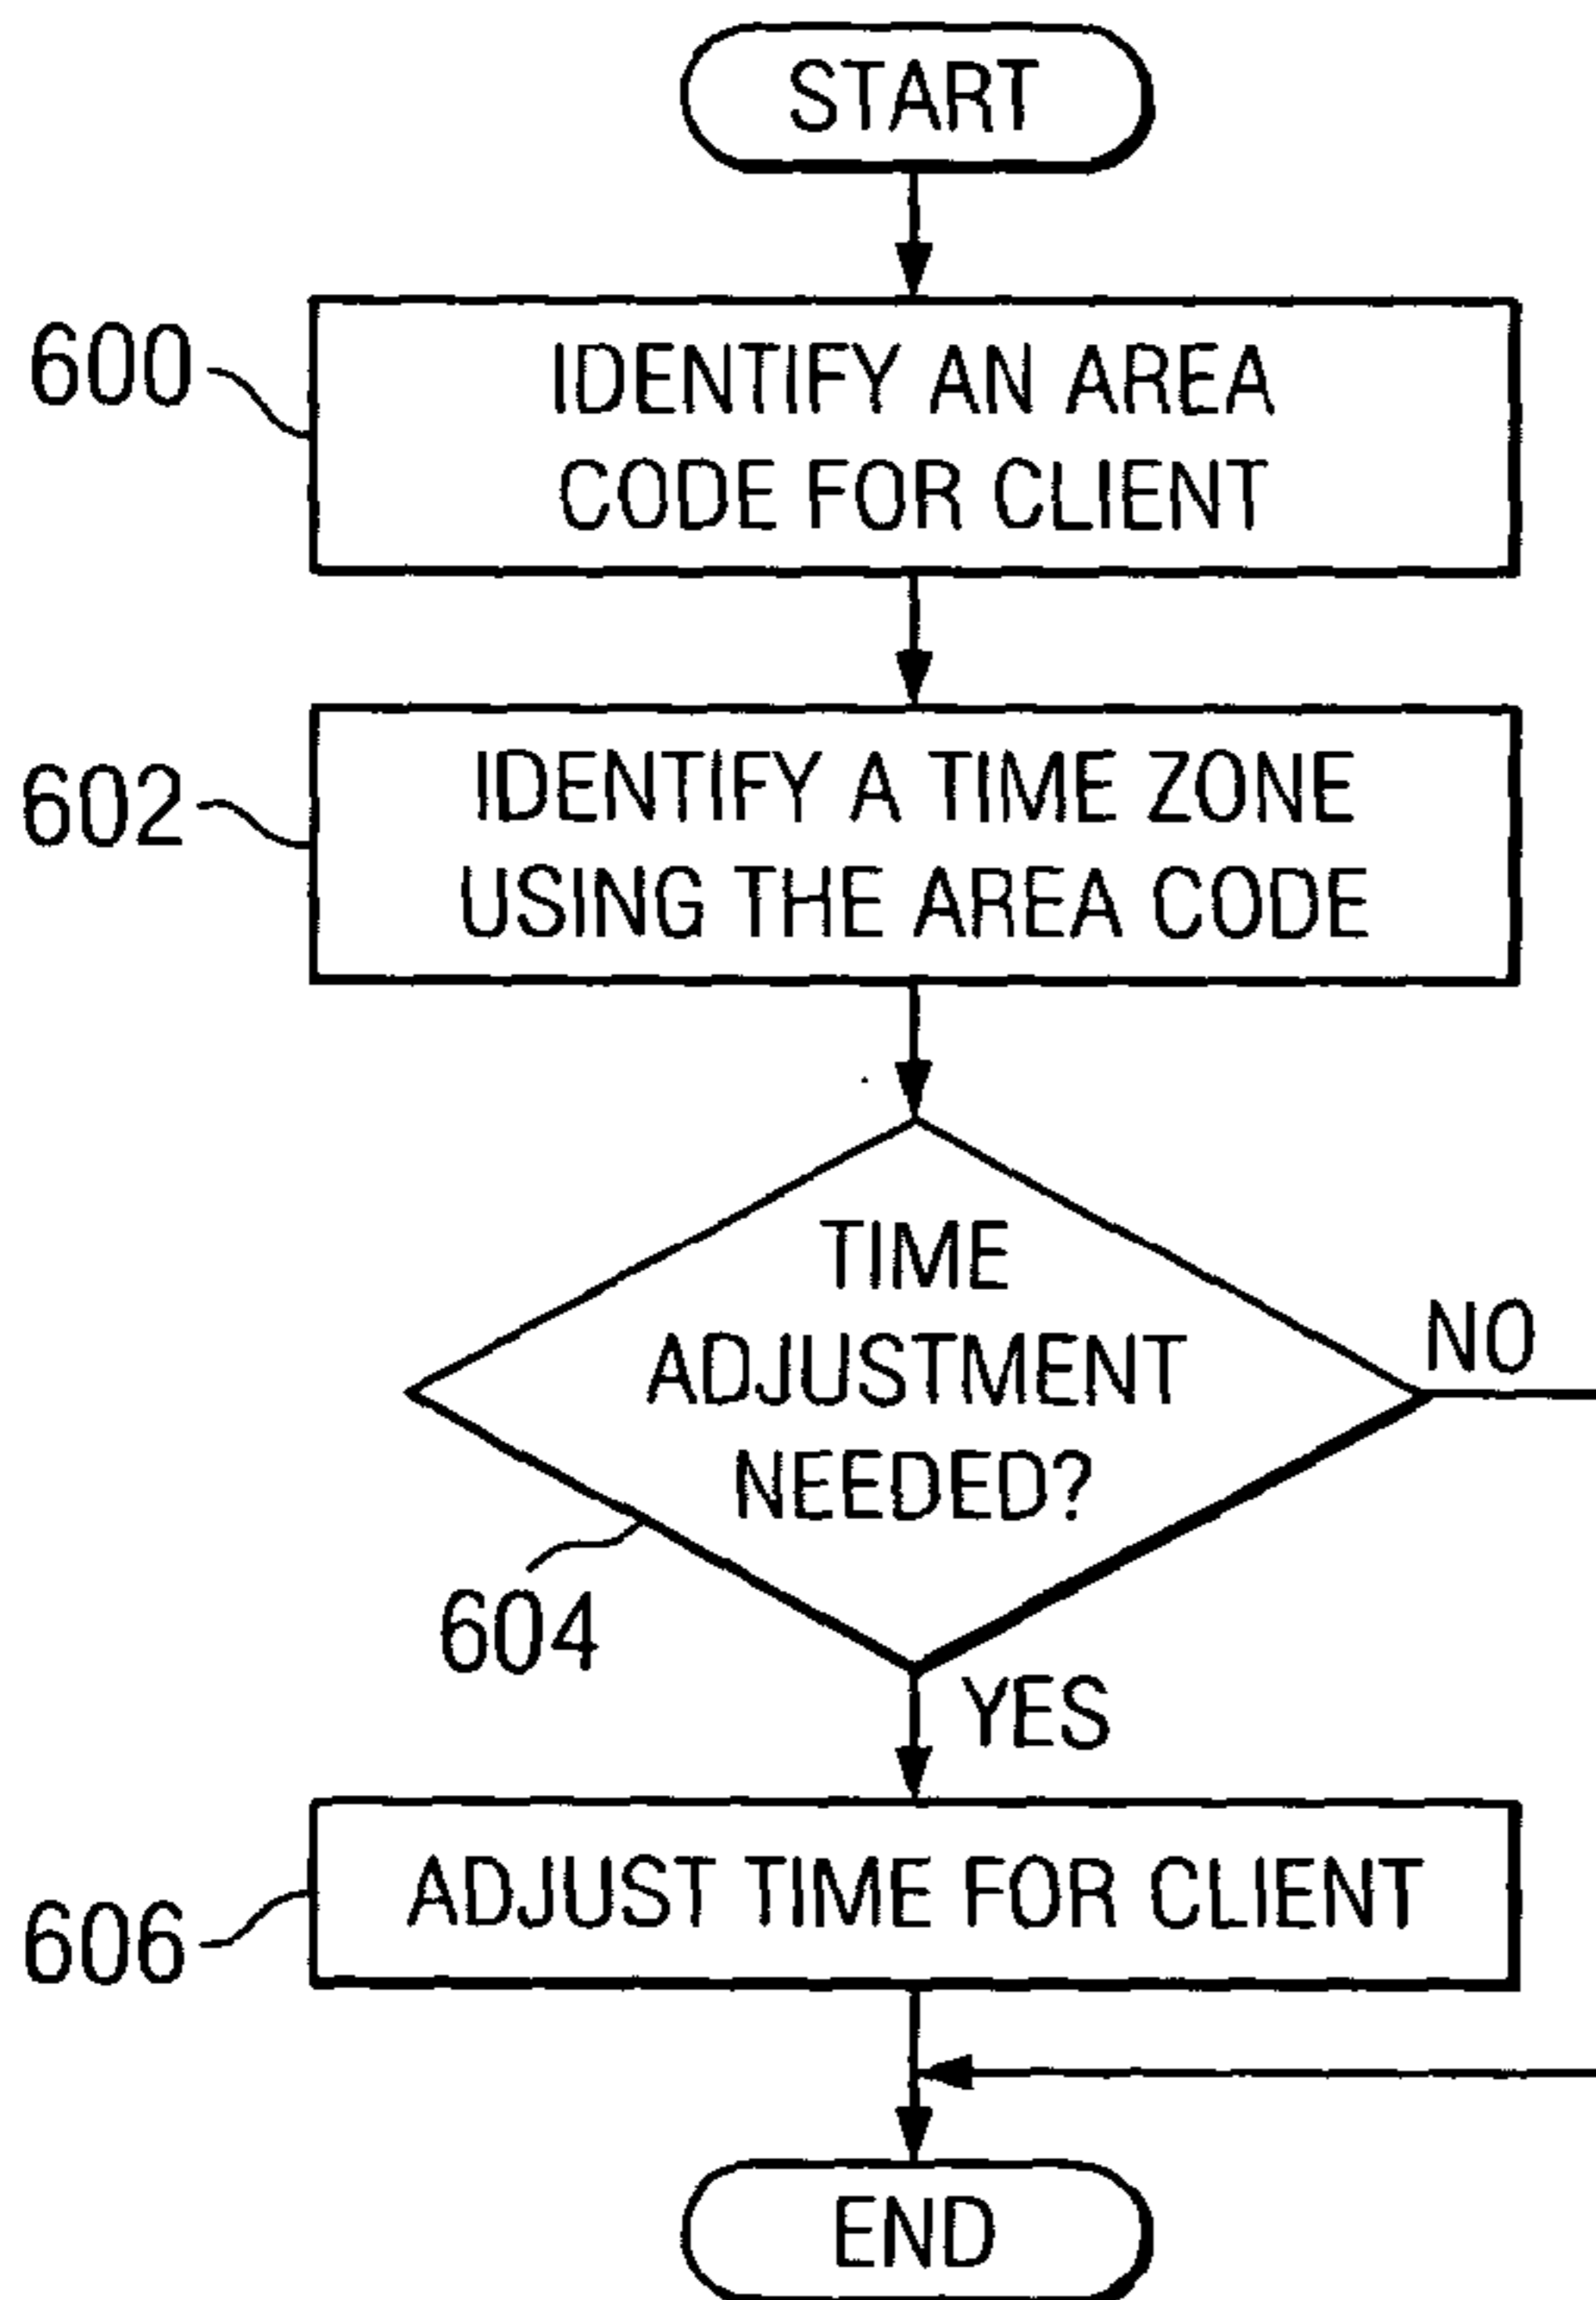 START
600
IDENTIFY AN AREA
CODE FOR CLIENT
602
IDENTIFY A TIME ZONE
USING THE AREA CODE
TIME
ADJUSTMENT
NEEDED?
NO
604
YES
606
ADJUST TIME FOR CLIENT
END